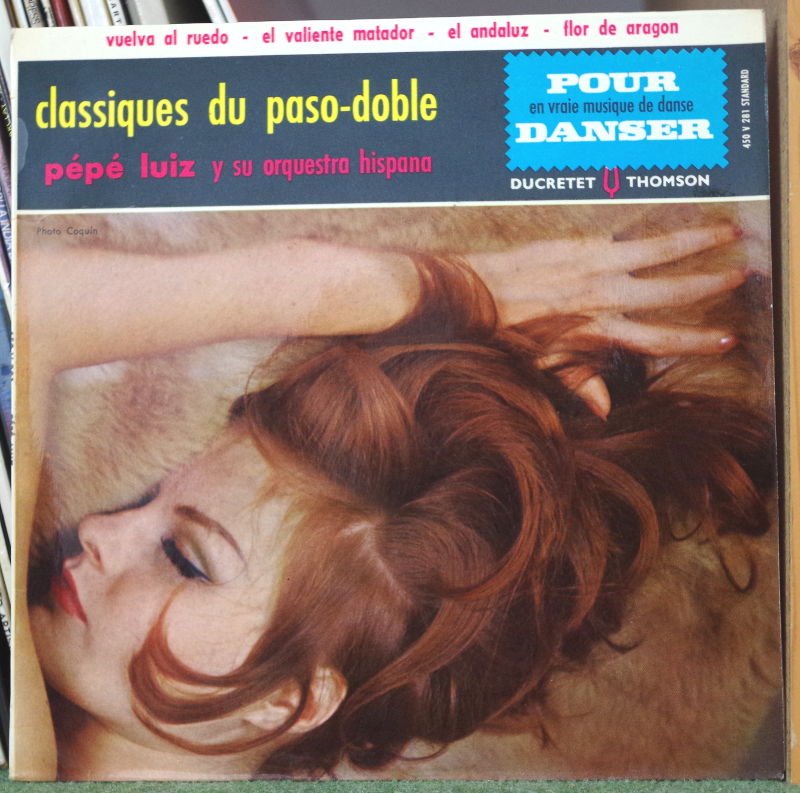 vuelva al ruedo - el valiente matador - el andaluz - flor de aragon
classiques du paso-doble
pépé luiz y su orquestra hispana
POUR
en vraie musique de danse
DANSER
DUCRETET THOMSON
450 V 281 STANDARD
Photo Coquin